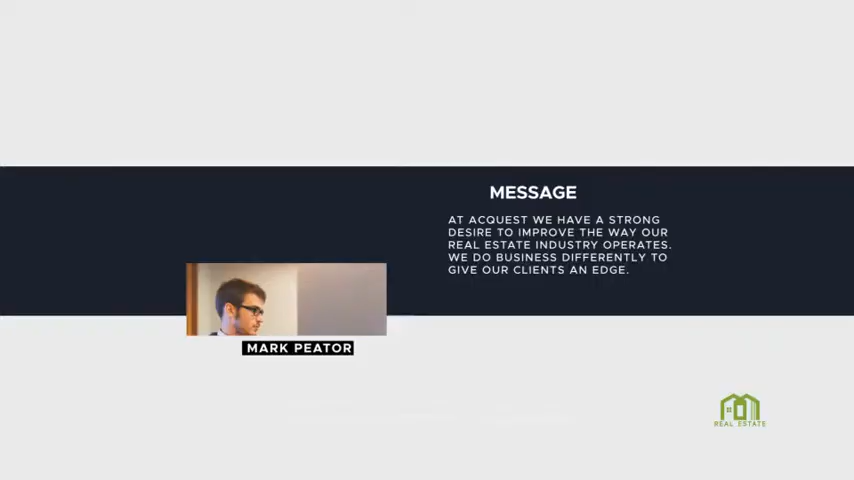 MESSAGE
AT ACQUEST WE HAVE A STRONG
DESIRE TO IMPROVE THE WAY OUR
REAL ESTATE INDUSTRY OPERATES.
WE DO BUSINESS DIFFERENTLY TO
GIVE OUR CLIENTS AN EDGE.
MARK PEATOR
REAL ESTATE